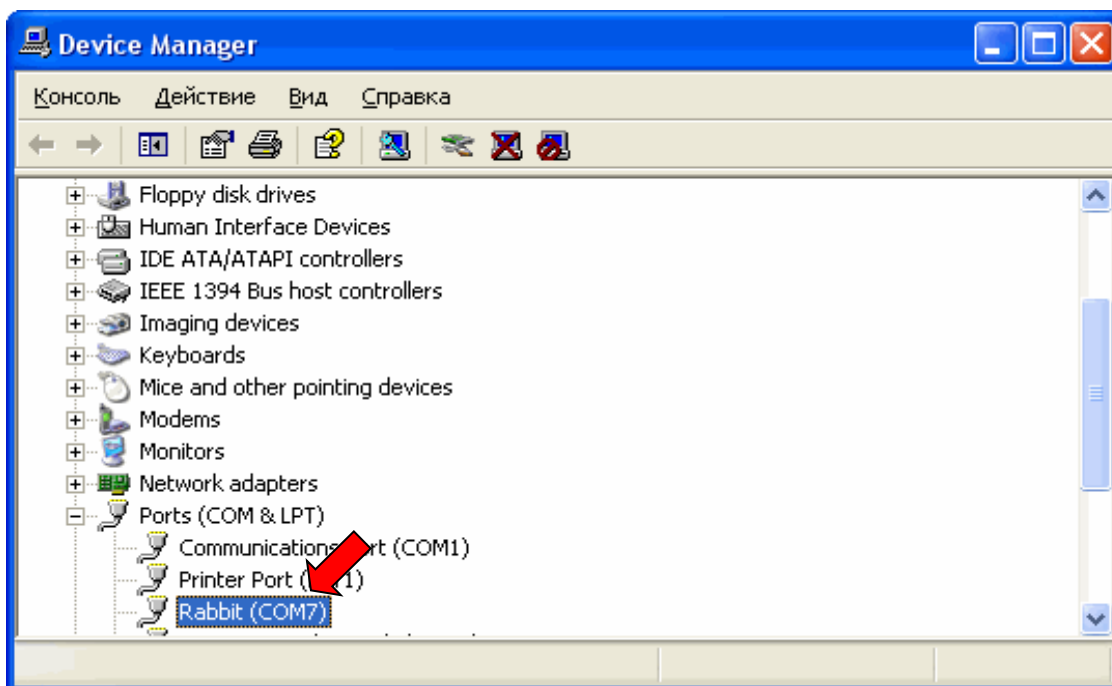 Device Manager
Консоль Действие Вид Справка
Floppy disk drives
Human Interface Devices
IDE ATA/ATAPI controllers
IEEE 1394 Bus host controllers
Imaging devices
Keyboards
Mice and other pointing devices
Modems
Monitors
Network adapters
Ports (COM & LPT)
Communications (COM1)
Printer Port
Rabbit (COM7)